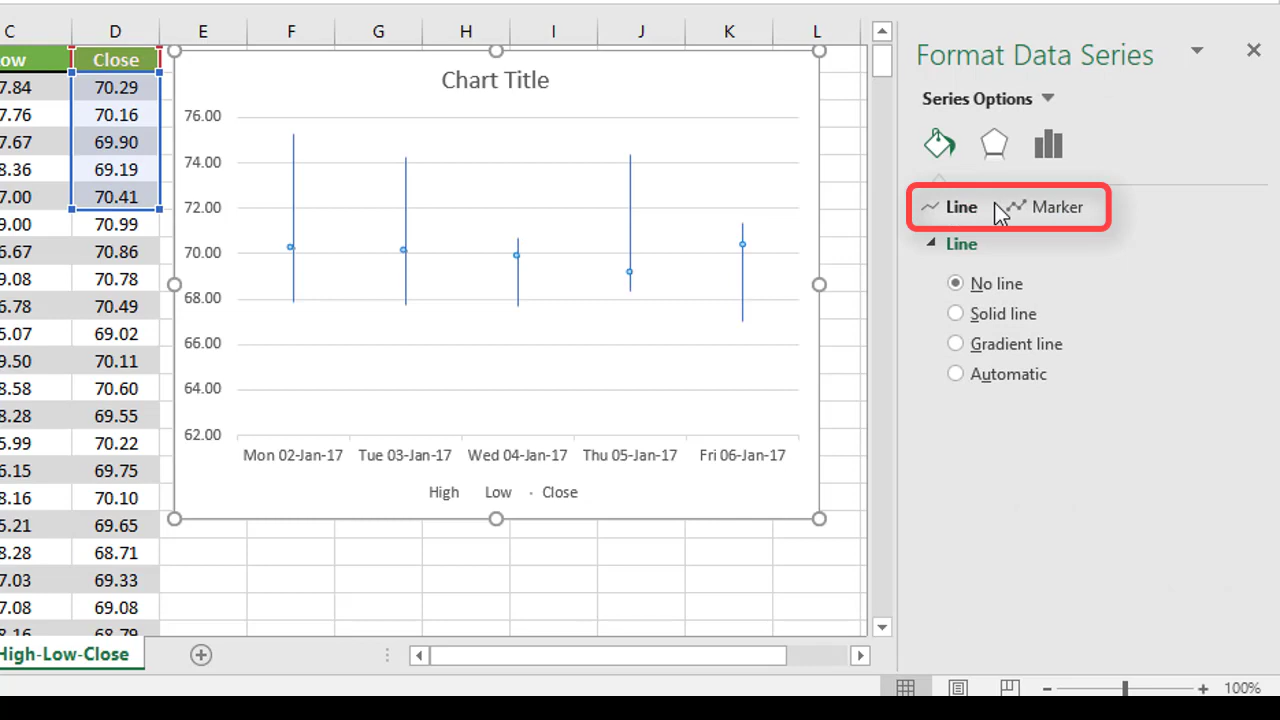 C D E F G H I J K L
ow Close
7.84 70.29
7.76 70.16
7.67 69.90
8.36 69.19
7.00 70.41
9.00 70.99
6.67 70.86
9.08 70.78
6.78 70.49
5.07 69.02
9.50 70.11
8.58 70.60
8.28 69.55
5.99 70.22
6.15 69.75
8.16 70.10
5.21 69.65
8.28 68.71
7.03 69.33
7.08 69.08
8.16 68.79
Chart Title
76.00
74.00
72.00
70.00
68.00
66.00
64.00
62.00
Mon 02-Jan-17 Tue 03-Jan-17 Wed 04-Jan-17 Thu 05-Jan-17 Fri 06-Jan-17
High Low Close
High-Low-Close
Format Data Series
Series Options
Line Marker
Line
No line
Solid line
Gradient line
Automatic
100%